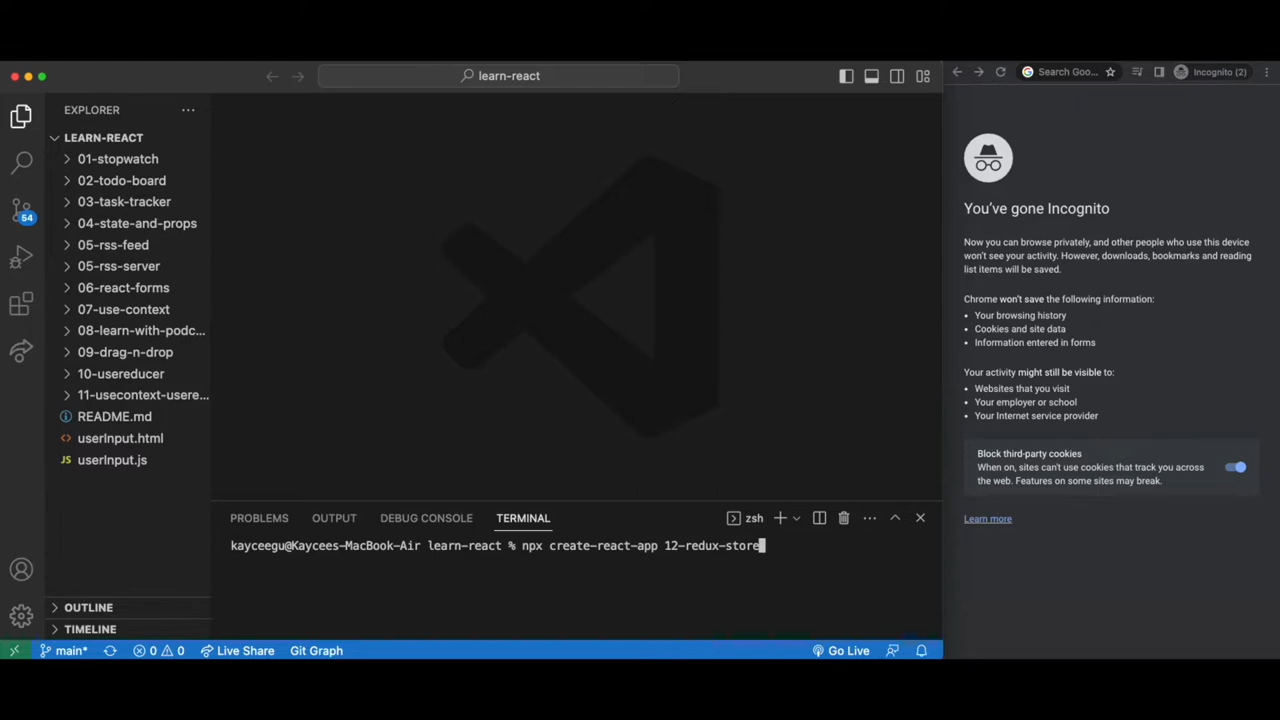 learn-react
EXPLORER
LEARN-REACT
01-stopwatch
02-todo-board
03-task-tracker
04-state-and-props
05-rss-feed
05-rss-server
06-react-forms
07-use-context
08-learn-with-podc...
09-drag-n-drop
10-usereducer
11-usecontext-usere...
README.md
userInput.html
JS userInput.js
54
OUTLINE
TIMELINE
PROBLEMS OUTPUT DEBUG CONSOLE TERMINAL zsh
kayceegu@Kaycees-MacBook-Air learn-react % npx create-react-app 12-redux-store
main* 0 0 Live Share Git Graph Go Live
Search Goo... Incognito (2)
You've gone Incognito
Now you can browse privately, and other people who use this device
won't see your activity. However, downloads, bookmarks and reading
list items will be saved.
Chrome won't save the following information:
• Your browsing history
• Cookies and site data
• Information entered in forms
Your activity might still be visible to:
• Websites that you visit
• Your employer or school
• Your Internet service provider
Block third-party cookies
When on, sites can't use cookies that track you across
the web. Features on some sites may break.
Learn more